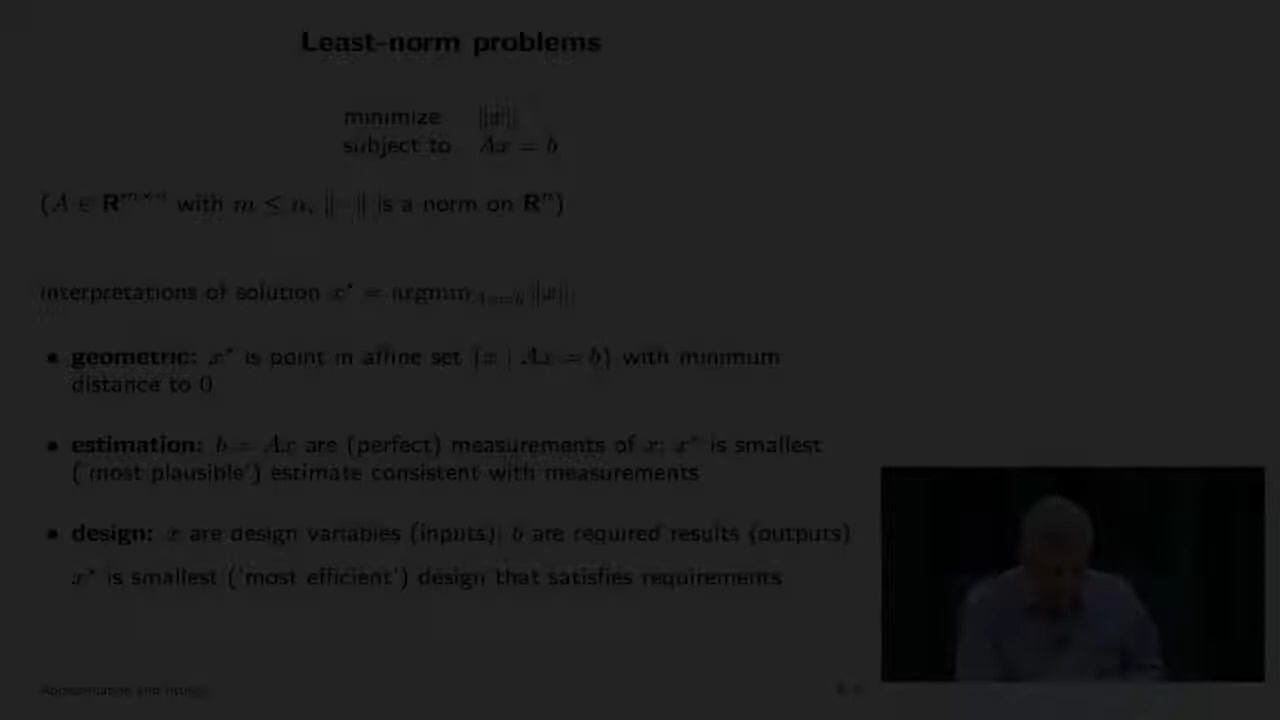 Least-norm problems
minimize ‖x‖
subject to Ax = b
(A ∈ R^{m×n} with m ≤ n, ‖·‖ is a norm on R^n)
interpretations of solution x* = argmin_{Ax=b} ‖x‖:
• geometric: x* is point in affine set {x | Ax = b} with minimum
distance to 0
• estimation: b = Ax are (perfect) measurements of x; x* is smallest
('most plausible') estimate consistent with measurements
• design: x are design variables (inputs); b are required results (outputs)
x* is smallest ('most efficient') design that satisfies requirements
Approximation and fitting